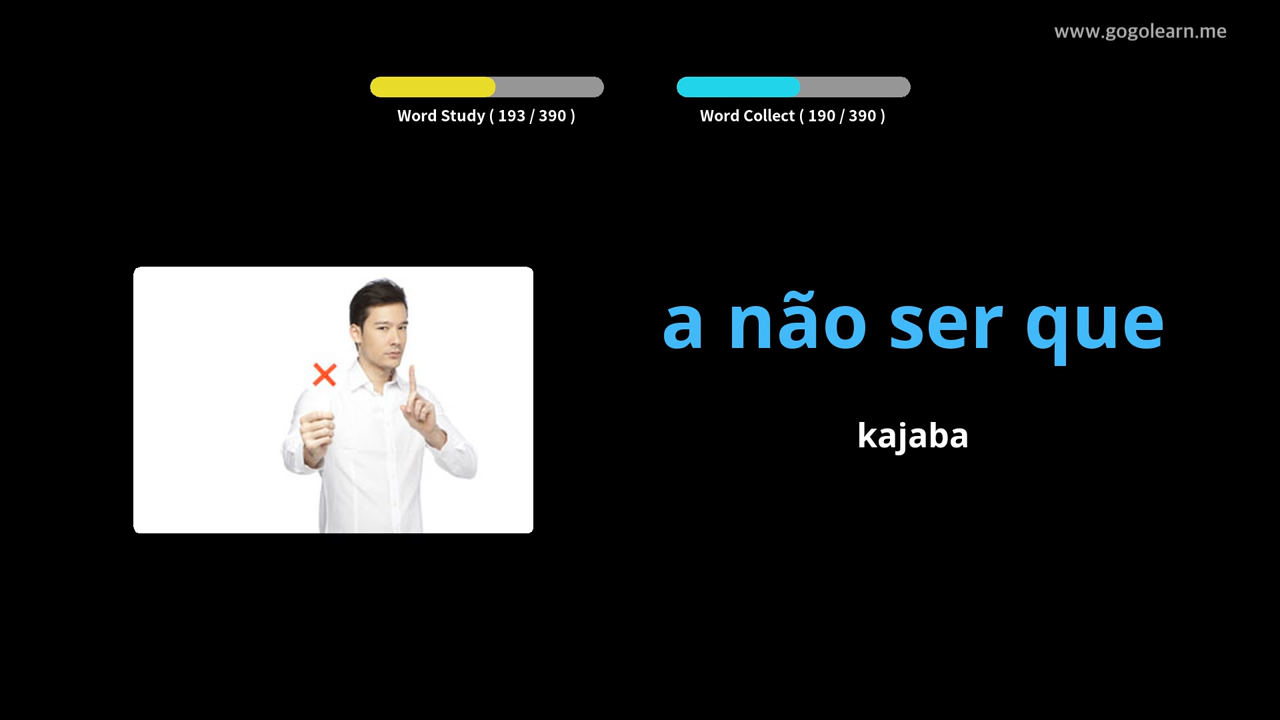 www.gogolearn.me
Word Study ( 193 / 390 )
Word Collect ( 190 / 390 )
a não ser que
kajaba